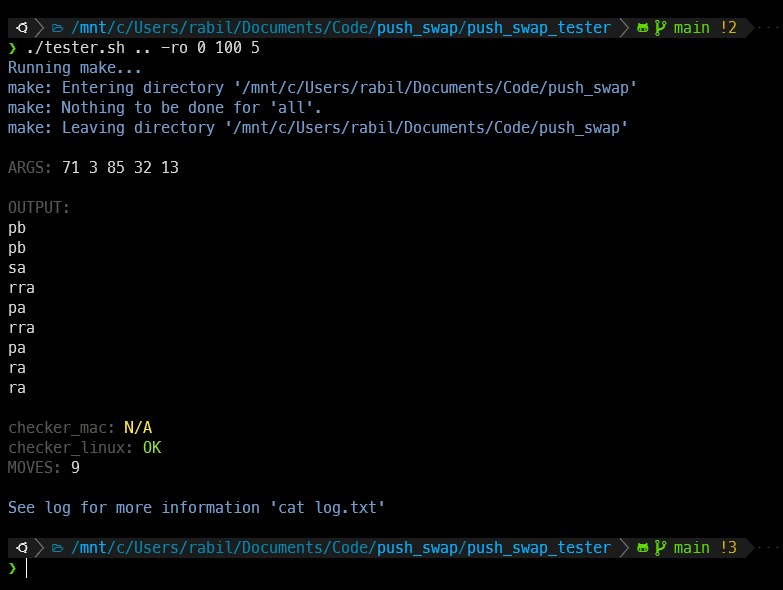 /mnt/c/Users/rabil/Documents/Code/push_swap/push_swap_tester main !2
❯ ./tester.sh .. -ro 0 100 5
Running make...
make: Entering directory '/mnt/c/Users/rabil/Documents/Code/push_swap'
make: Nothing to be done for 'all'.
make: Leaving directory '/mnt/c/Users/rabil/Documents/Code/push_swap'
ARGS: 71 3 85 32 13
OUTPUT:
pb
pb
sa
rra
pa
rra
pa
ra
ra
checker_mac: N/A
checker_linux: OK
MOVES: 9
See log for more information 'cat log.txt'
/mnt/c/Users/rabil/Documents/Code/push_swap/push_swap_tester main !3
❯